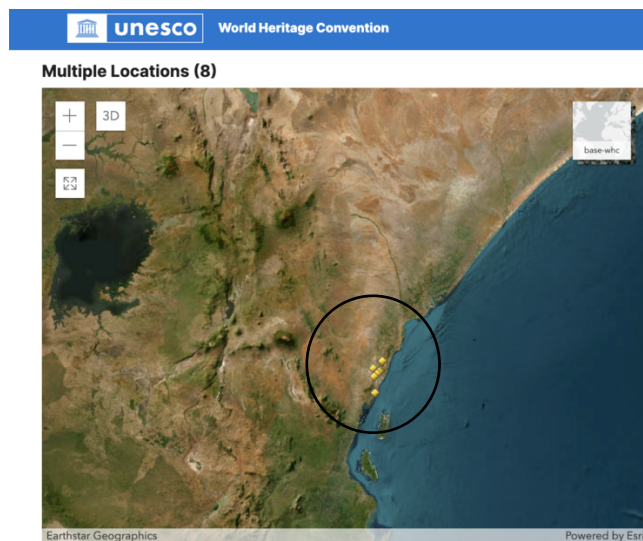 unesco World Heritage Convention
Multiple Locations (8)
+
3D
−
base-whc
Earthstar Geographics
Powered by Esri